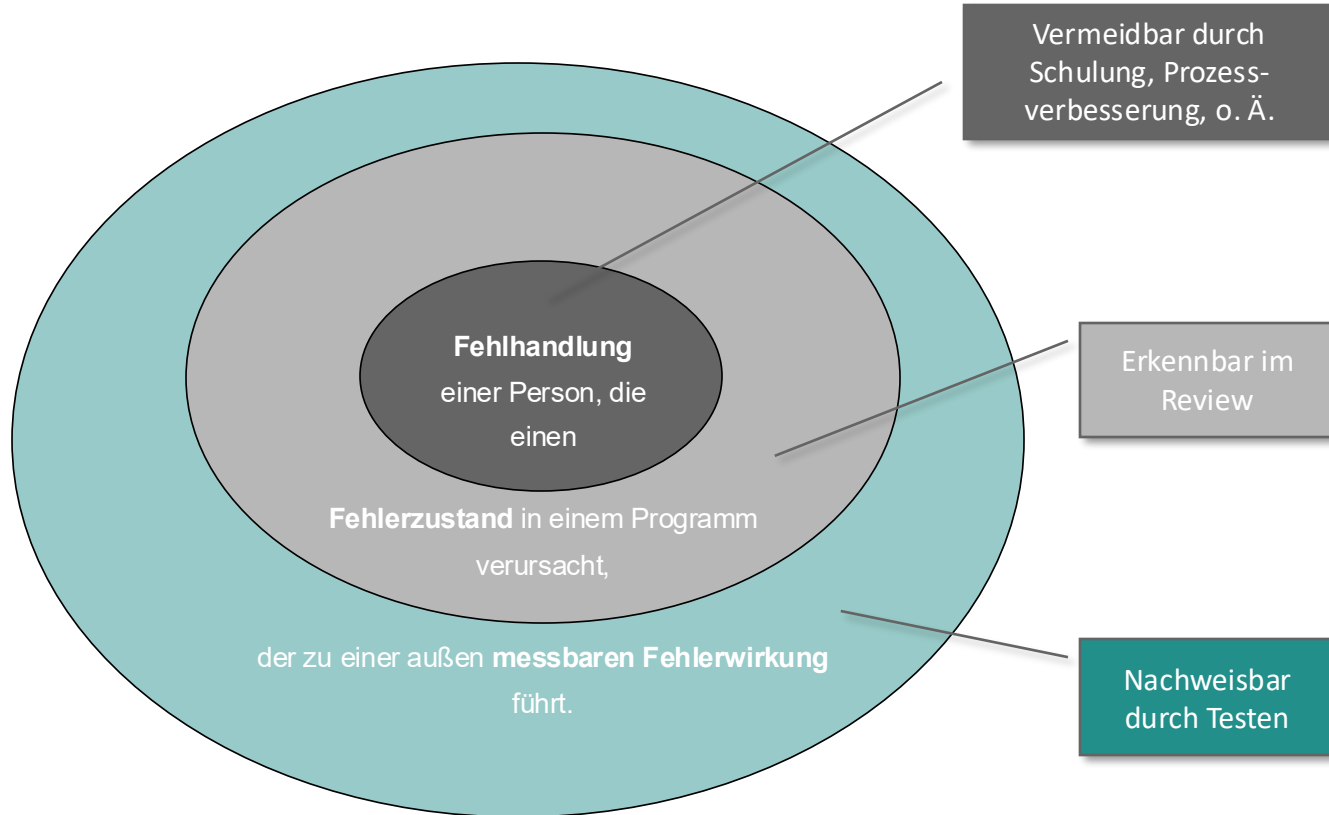 Vermeidbar durch
Schulung, Prozess-
verbesserung, o. Ä.
Fehlhandlung
einer Person, die
einen
Erkennbar im
Review
Fehlerzustand in einem Programm
verursacht,
der zu einer außen messbaren Fehlerwirkung
führt.
Nachweisbar
durch Testen